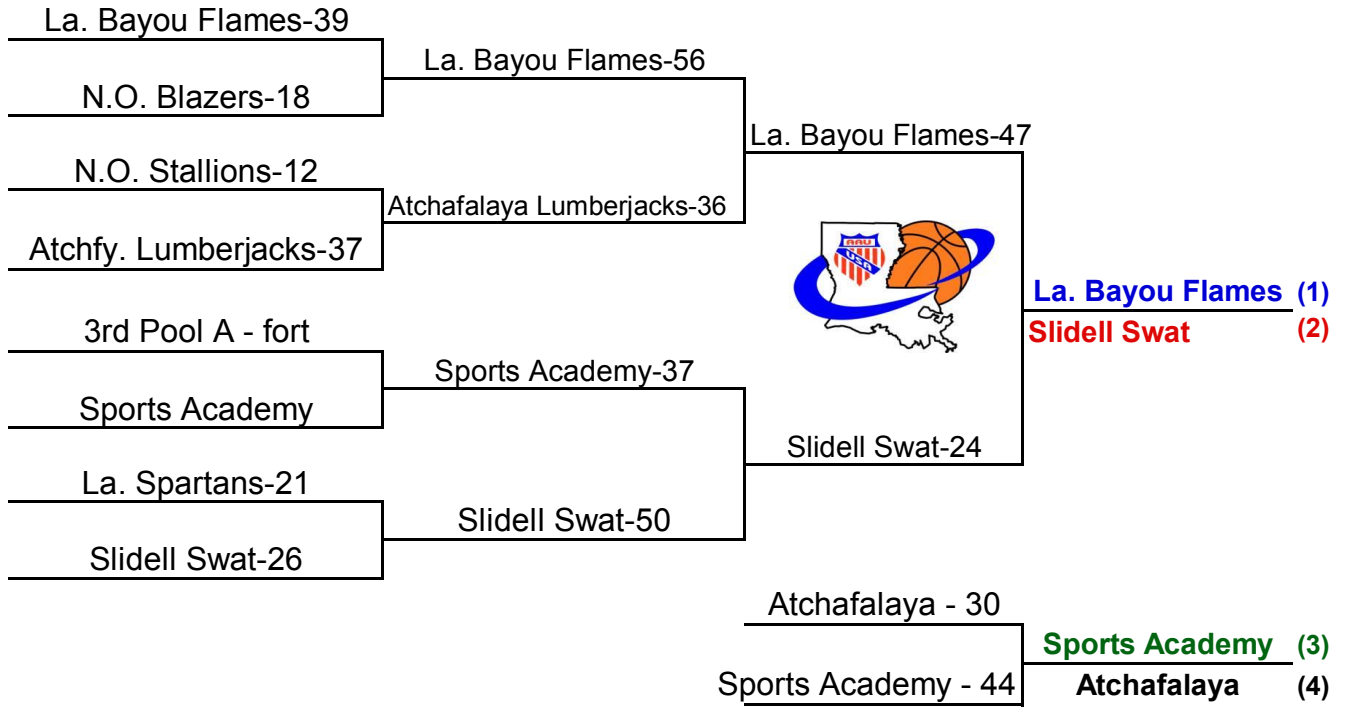 La. Bayou Flames-39
N.O. Blazers-18
N.O. Stallions-12
Atchfy. Lumberjacks-37
3rd Pool A - fort
Sports Academy
La. Spartans-21
Slidell Swat-26
La. Bayou Flames-56
Atchafalaya Lumberjacks-36
Sports Academy-37
Slidell Swat-50
La. Bayou Flames-47
AAU
USA
Slidell Swat-24
La. Bayou Flames (1)
Slidell Swat (2)
Atchafalaya - 30
Sports Academy - 44
Sports Academy (3)
Atchafalaya (4)